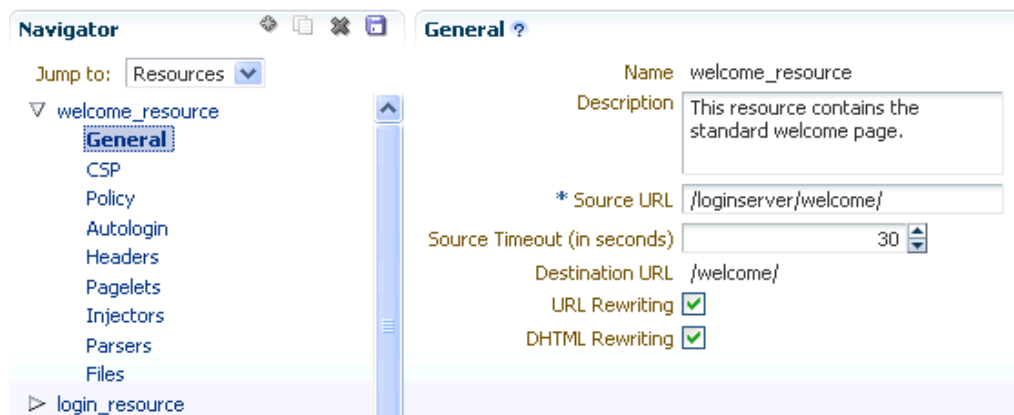 Navigator
Jump to: Resources
welcome_resource
General
CSP
Policy
Autologin
Headers
Pagelets
Injectors
Parsers
Files
login_resource
General ?
Name welcome_resource
Description This resource contains the
standard welcome page.
* Source URL /loginserver/welcome/
Source Timeout (in seconds) 30
Destination URL /welcome/
URL Rewriting
DHTML Rewriting